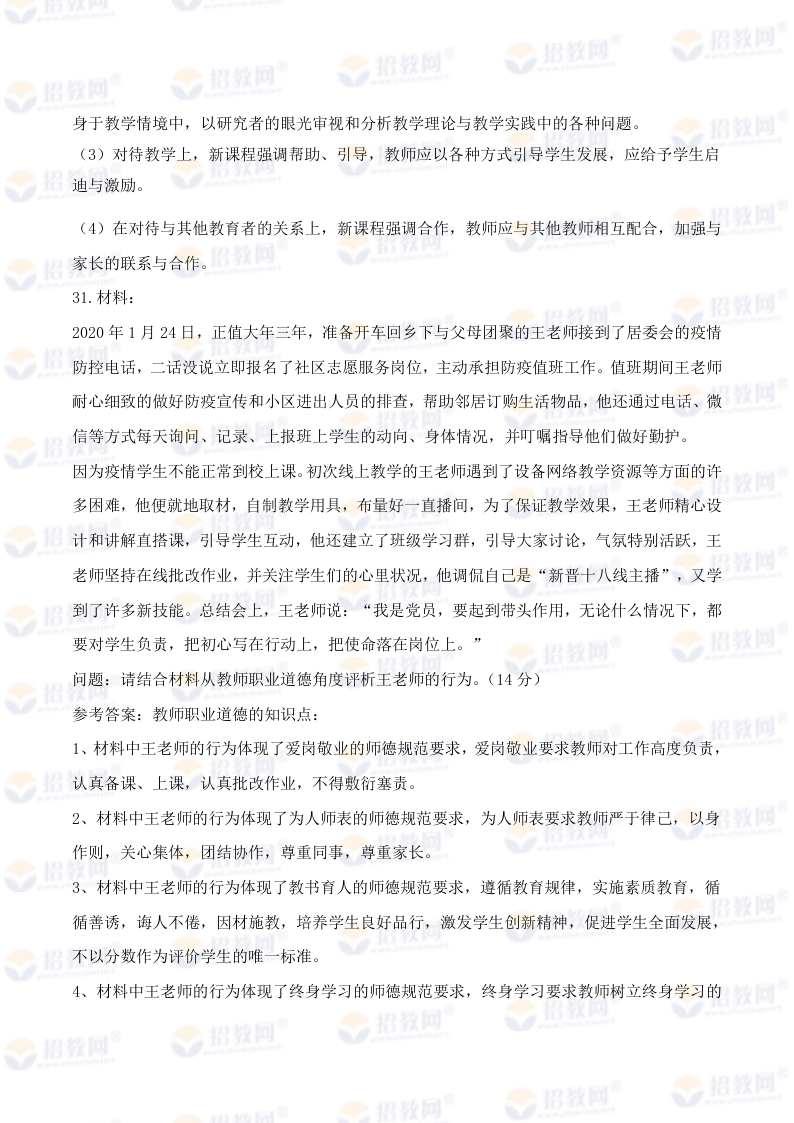 身于教学情境中，以研究者的眼光审视和分析教学理论与教学实践中的各种问题。
（3）对待教学上，新课程强调帮助、引导，教师应以各种方式引导学生发展，应给予学生启
迪与激励。
（4）在对待与其他教育者的关系上，新课程强调合作，教师应与其他教师相互配合，加强与
家长的联系与合作。
31.材料：
2020 年 1 月 24 日，正值大年三年，准备开车回乡下与父母团聚的王老师接到了居委会的疫情
防控电话，二话没说立即报名了社区志愿服务岗位，主动承担防疫值班工作。值班期间王老师
耐心细致的做好防疫宣传和小区进出人员的排查，帮助邻居订购生活物品，他还通过电话、微
信等方式每天询问、记录、上报班上学生的动向、身体情况，并叮嘱指导他们做好勤护。
因为疫情学生不能正常到校上课。初次线上教学的王老师遇到了设备网络教学资源等方面的许
多困难，他便就地取材，自制教学用具，布量好一直播间，为了保证教学效果，王老师精心设
计和讲解直搭课，引导学生互动，他还建立了班级学习群，引导大家讨论，气氛特别活跃，王
老师坚持在线批改作业，并关注学生们的心里状况，他调侃自己是“新晋十八线主播”，又学
到了许多新技能。总结会上，王老师说：“我是党员，要起到带头作用，无论什么情况下，都
要对学生负责，把初心写在行动上，把使命落在岗位上。”
问题：请结合材料从教师职业道德角度评析王老师的行为。（14 分）
参考答案：教师职业道德的知识点：
1、材料中王老师的行为体现了爱岗敬业的师德规范要求，爱岗敬业要求教师对工作高度负责，
认真备课、上课，认真批改作业，不得敷衍塞责。
2、材料中王老师的行为体现了为人师表的师德规范要求，为人师表要求教师严于律己，以身
作则，关心集体，团结协作，尊重同事，尊重家长。
3、材料中王老师的行为体现了教书育人的师德规范要求，遵循教育规律，实施素质教育，循
循善诱，诲人不倦，因材施教，培养学生良好品行，激发学生创新精神，促进学生全面发展，
不以分数作为评价学生的唯一标准。
4、材料中王老师的行为体现了终身学习的师德规范要求，终身学习要求教师树立终身学习的